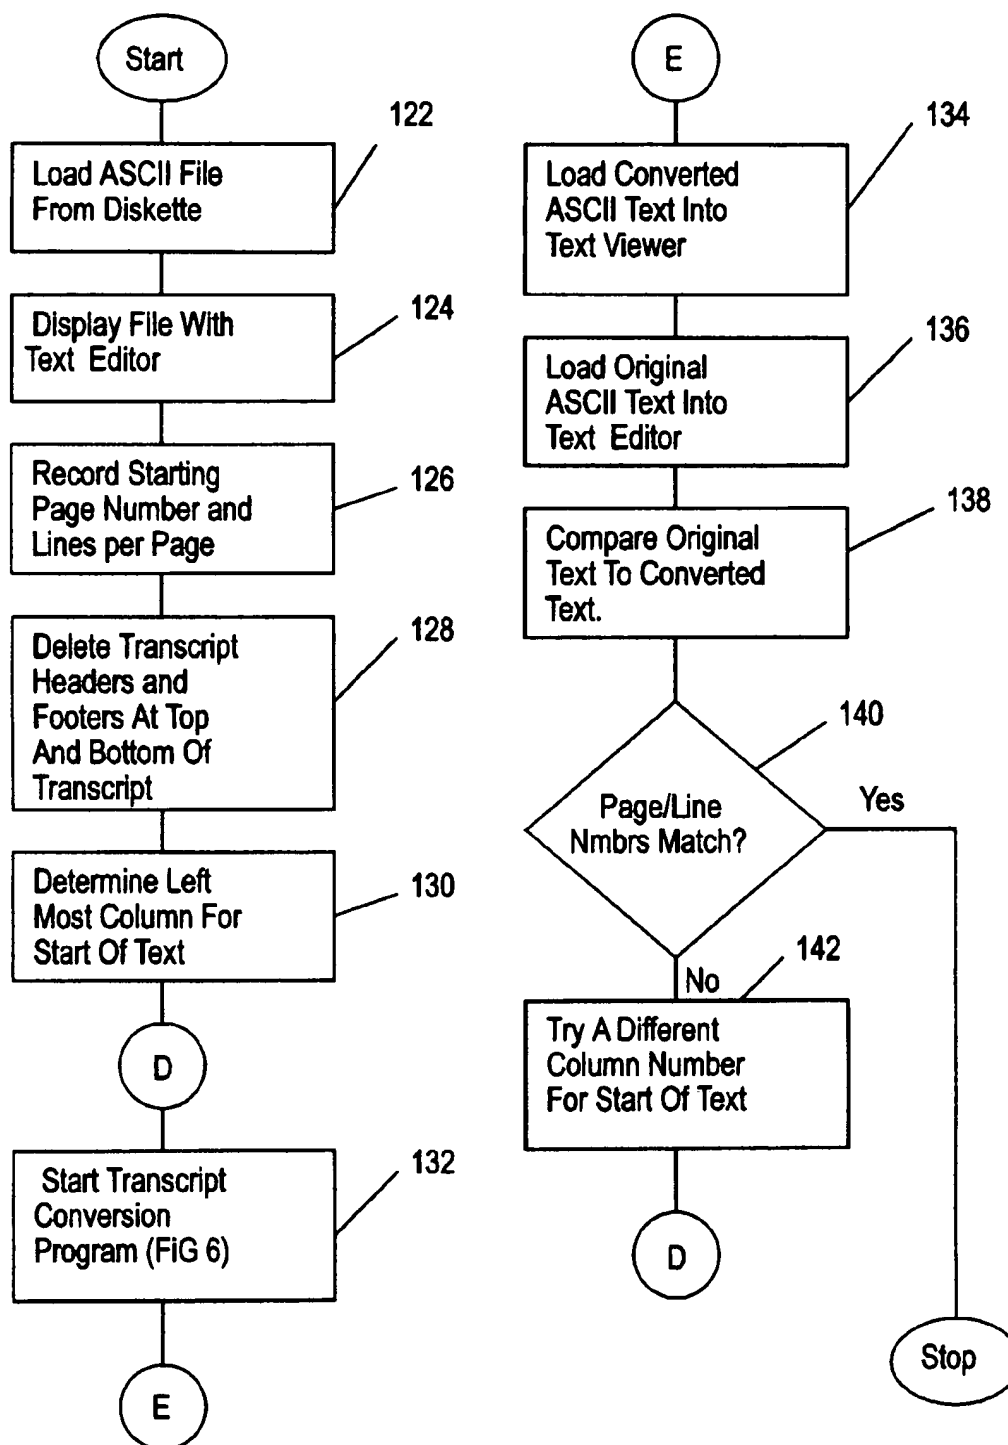 Start
122
Load ASCII File
From Diskette
124
Display File With
Text Editor
126
Record Starting
Page Number and
Lines per Page
128
Delete Transcript
Headers and
Footers At Top
And Bottom Of
Transcript
130
Determine Left
Most Column For
Start Of Text
D
132
Start Transcript
Conversion
Program (FiG 6)
E
E
134
Load Converted
ASCII Text Into
Text Viewer
136
Load Original
ASCII Text Into
Text Editor
138
Compare Original
Text To Converted
Text.
140
Page/Line
Nmbrs Match?
Yes
No
142
Try A Different
Column Number
For Start Of Text
D
Stop